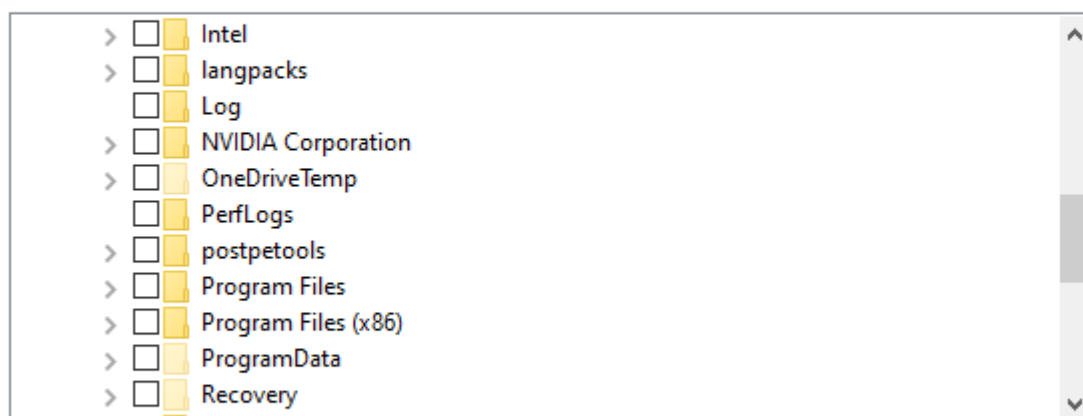 Intel
langpacks
Log
NVIDIA Corporation
OneDriveTemp
PerfLogs
postpetools
Program Files
Program Files (x86)
ProgramData
Recovery